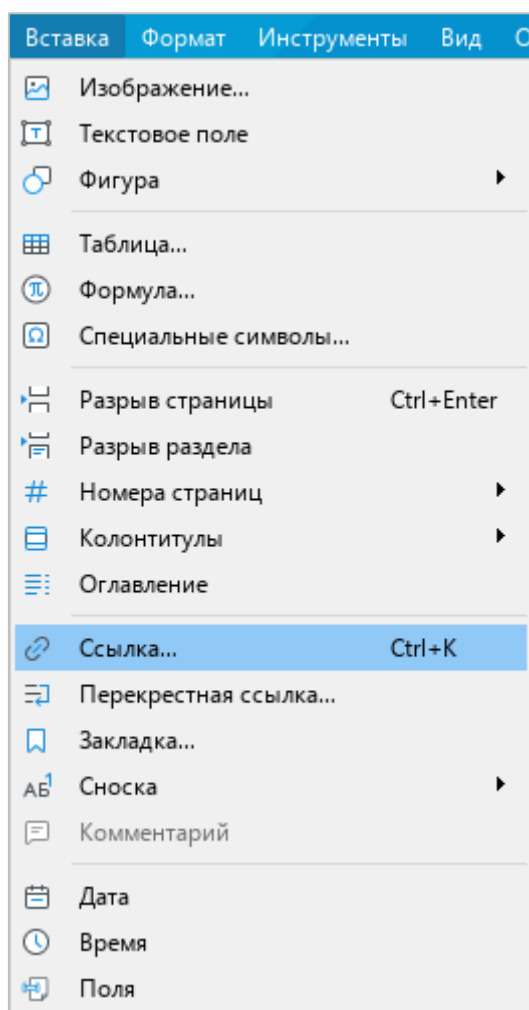 Вставка Формат Инструменты Вид
Изображение...
Текстовое поле
Фигура
Таблица...
Формула...
Специальные символы...
Разрыв страницы Ctrl+Enter
Разрыв раздела
Номера страниц
Колонтитулы
Оглавление
Ссылка... Ctrl+K
Перекрестная ссылка...
Закладка...
Сноска
Комментарий
Дата
Время
Поля